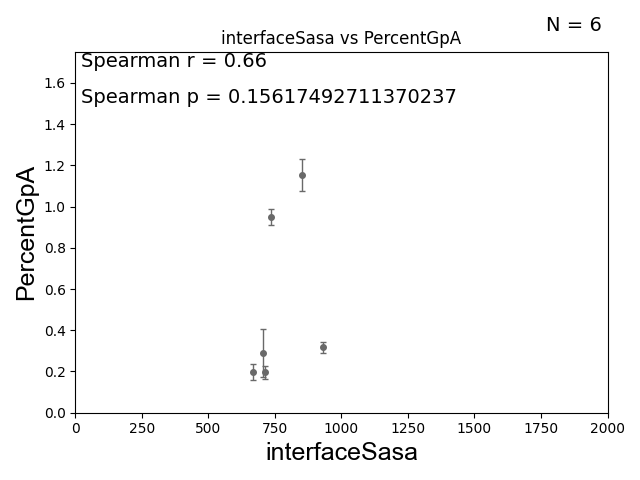 N = 6
interfaceSasa vs PercentGpA
Spearman r = 0.66
Spearman p = 0.15617492711370237
PercentGpA
1.6
1.4
1.2
1.0
0.8
0.6
0.4
0.2
0.0
0 250 500 750 1000 1250 1500 1750 2000
interfaceSasa